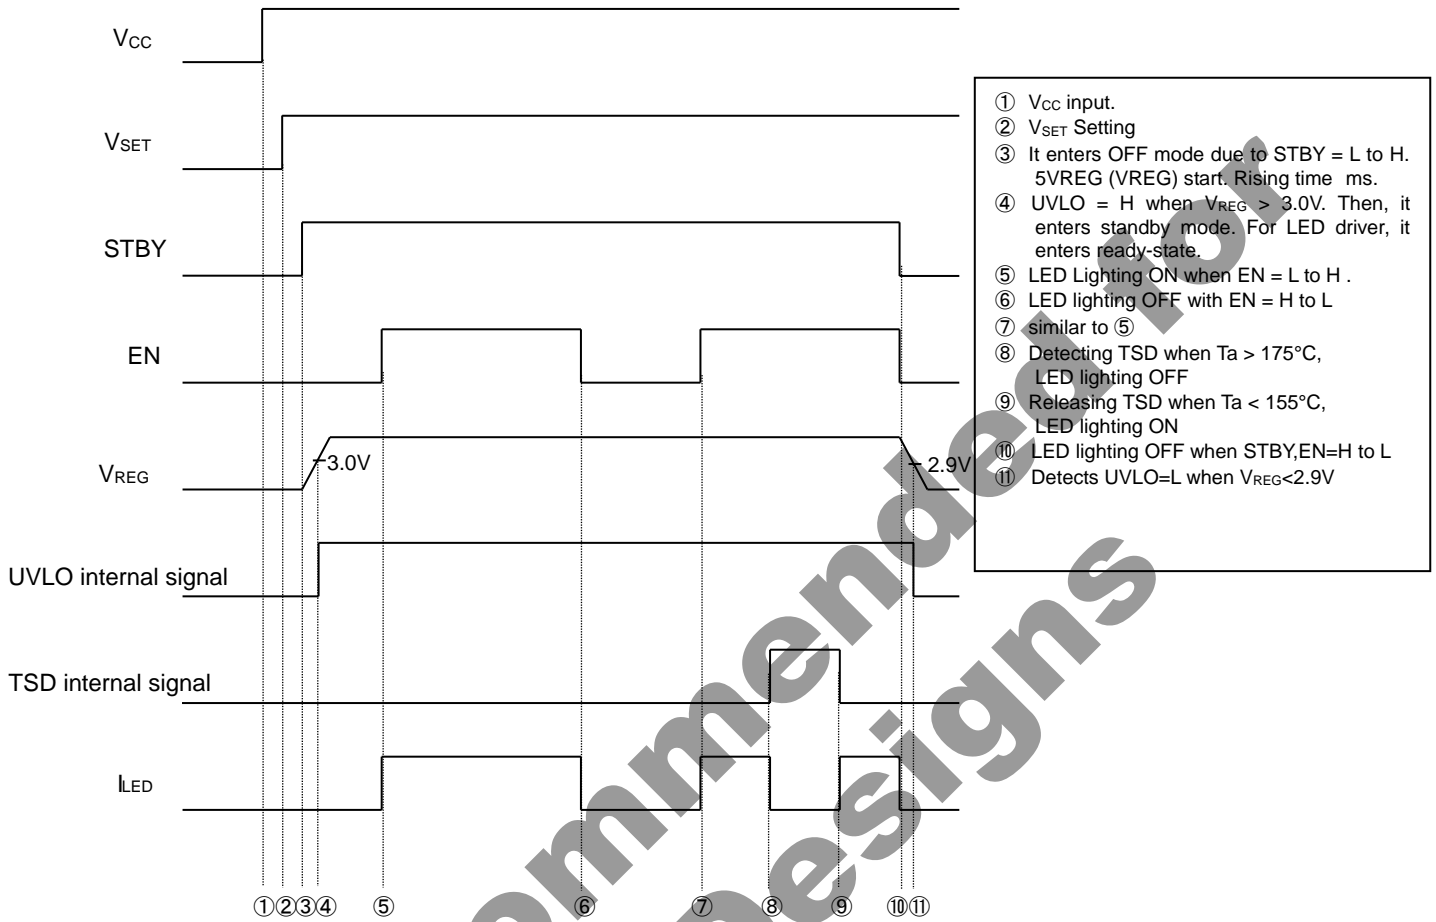 VCC
VSET
STBY
EN
VREG
3.0V
2.9V
UVLO internal signal
TSD internal signal
ILED
①②③④ ⑤ ⑥ ⑦ ⑧ ⑨ ⑩⑪
① VCC input.
② VSET Setting
③ It enters OFF mode due to STBY = L to H.
5VREG (VREG) start. Rising time ms.
④ UVLO = H when VREG > 3.0V. Then, it
enters standby mode. For LED driver, it
enters ready-state.
⑤ LED Lighting ON when EN = L to H .
⑥ LED lighting OFF with EN = H to L
⑦ similar to ⑤
⑧ Detecting TSD when Ta > 175°C,
LED lighting OFF
⑨ Releasing TSD when Ta < 155°C,
LED lighting ON
⑩ LED lighting OFF when STBY,EN=H to L
⑪ Detects UVLO=L when VREG<2.9V
ommended for
Designs